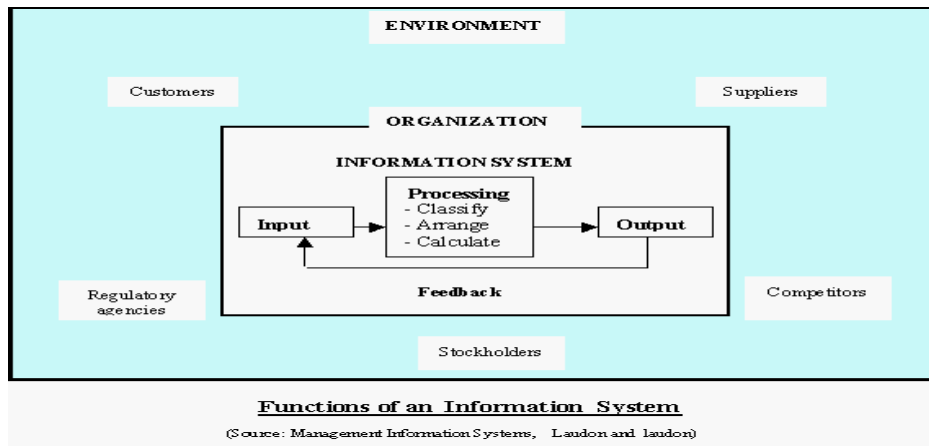 ENVIRONMENT
Customers
Suppliers
ORGANIZATION
INFORMATION SYSTEM
Processing
- Classify
- Arrange
- Calculate
Input
Output
Feedback
Regulatory
agencies
Competitors
Stockholders
Functions of an Information System
(Source: Management Information Systems, Laudon and laudon)